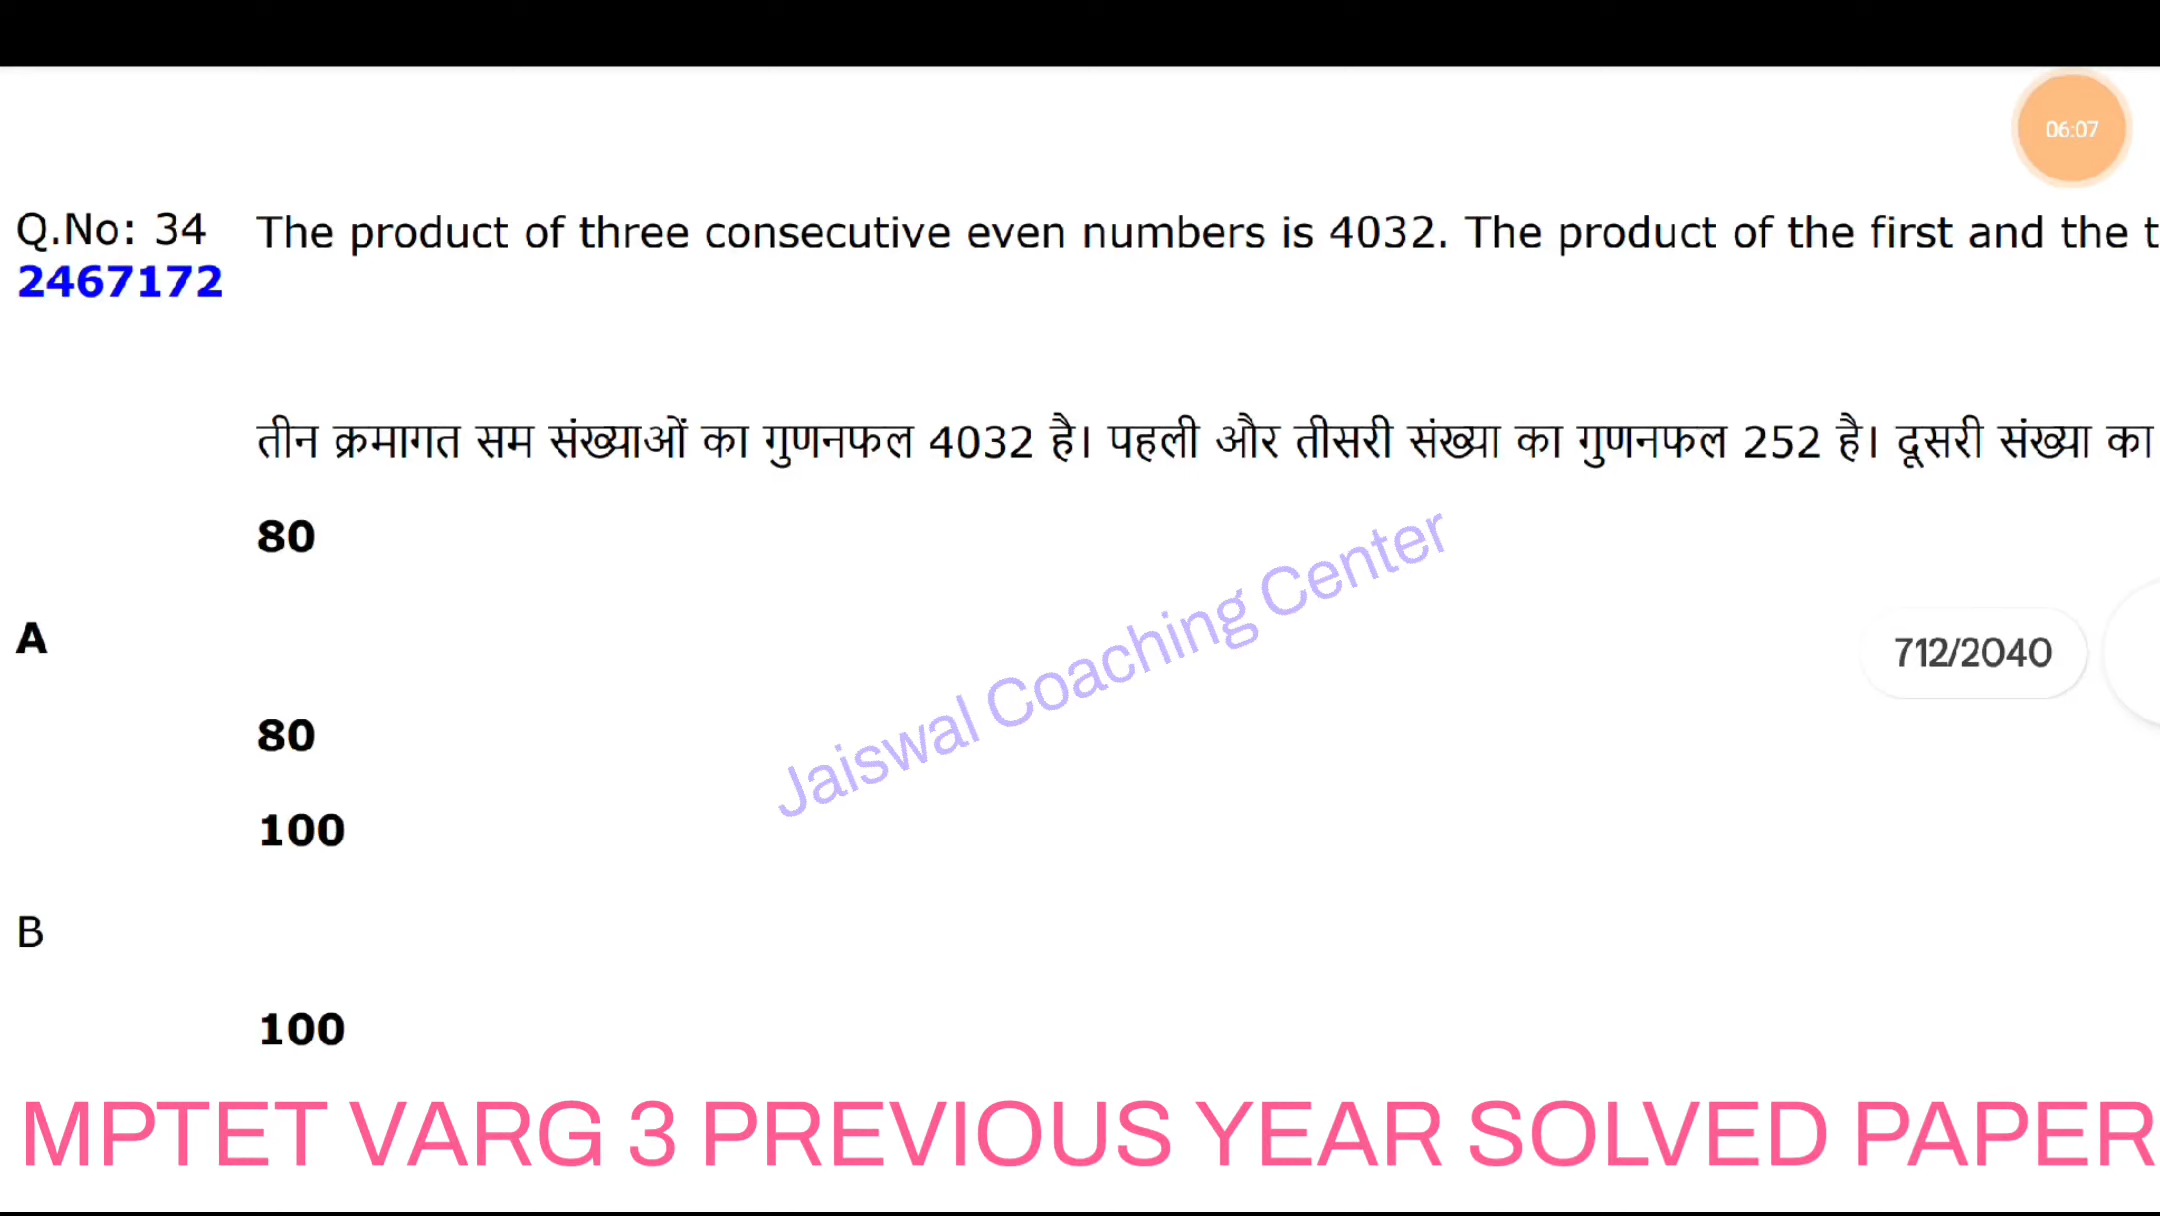 06:07
Q.No: 34 The product of three consecutive even numbers is 4032. The product of the first and the t
2467172
तीन क्रमागत सम संख्याओं का गुणनफल 4032 है। पहली और तीसरी संख्या का गुणनफल 252 है। दूसरी संख्या का
80
A
712/2040
80
100
B
100
Jaiswal Coaching Center
MPTET VARG 3 PREVIOUS YEAR SOLVED PAPER